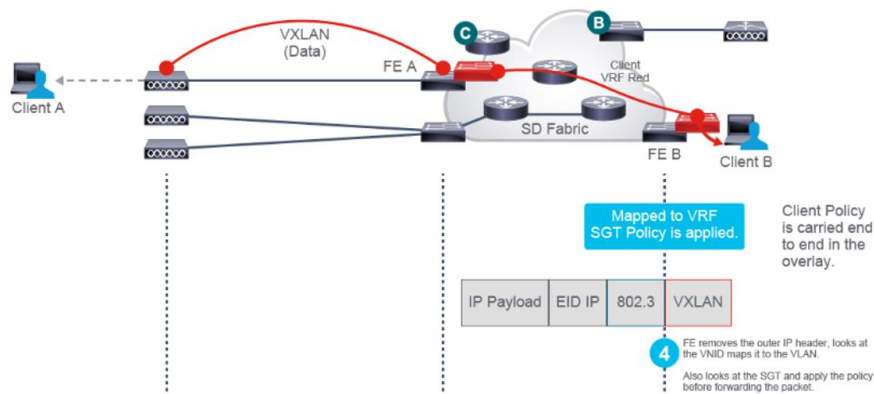 VXLAN
(Data)
C
B
FE A
Client
VRF Red
Client A
SD Fabric
FE B
Client B
Mapped to VRF
SGT Policy is applied.
Client Policy
is carried end
to end in the
overlay.
IP Payload
EID IP
802.3
VXLAN
4
FE removes the outer IP header, looks at
the VNID maps it to the VLAN.
Also looks at the SGT and apply the policy
before forwarding the packet.